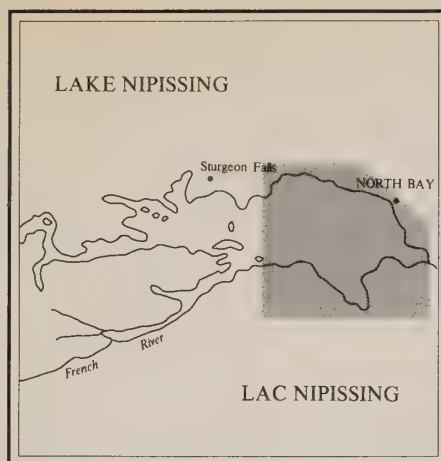 LAKE NIPISSING
Sturgeon Falls
NORTH BAY
River
French
LAC NIPISSING